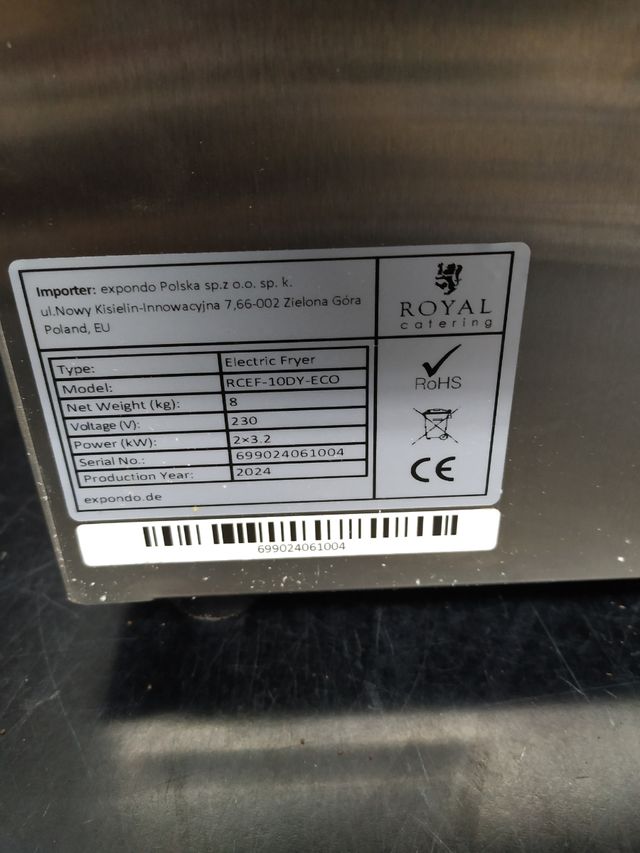 Importer: expondo Polska sp.z o.o. sp. k.
ul.Nowy Kisielin-Innowacyjna 7,66-002 Zielona Góra
Poland, EU
ROYAL
catering
Type: Electric Fryer
Model: RCEF-10DY-ECO
Net Weight (kg): 8
Voltage (V): 230
Power (kW): 2×3.2
Serial No.: 699024061004
Production Year: 2024
expondo.de
RoHS
CE
699024061004